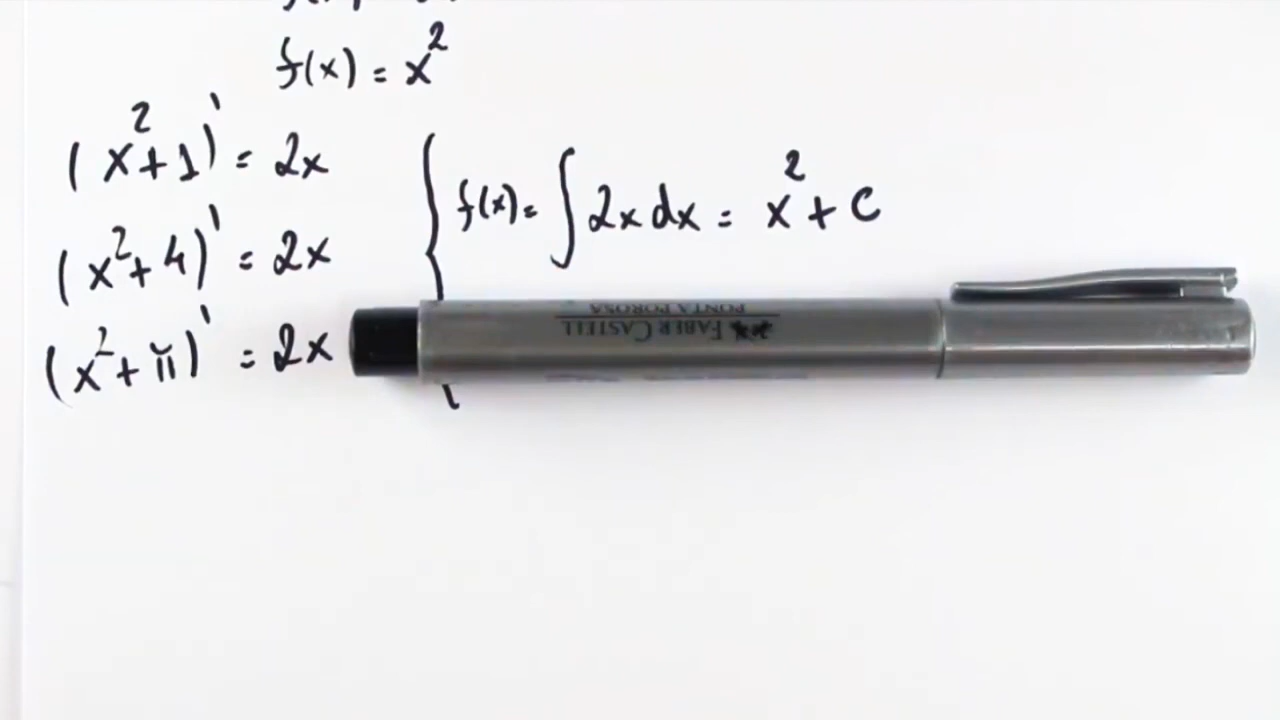 f(x) = x²
(x²+1)' = 2x
(x²+4)' = 2x
(x²+π)' = 2x
f(x) = ∫2x dx = x² + c
FABER CASTELL
PONTA POROSA